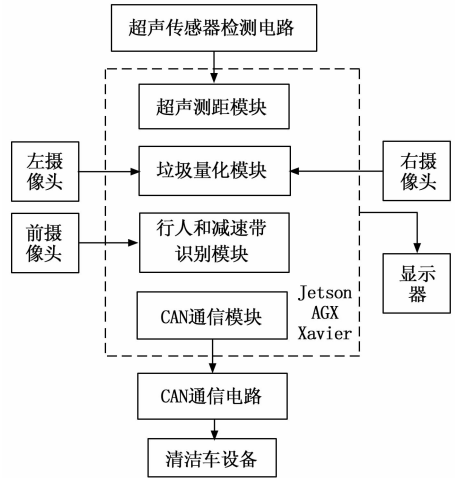 超声传感器检测电路
超声测距模块
左摄
像头
垃圾量化模块
右摄
像头
前摄
像头
行人和减速带
识别模块
显示
器
CAN通信模块
Jetson
AGX
Xavier
CAN通信电路
清洁车设备